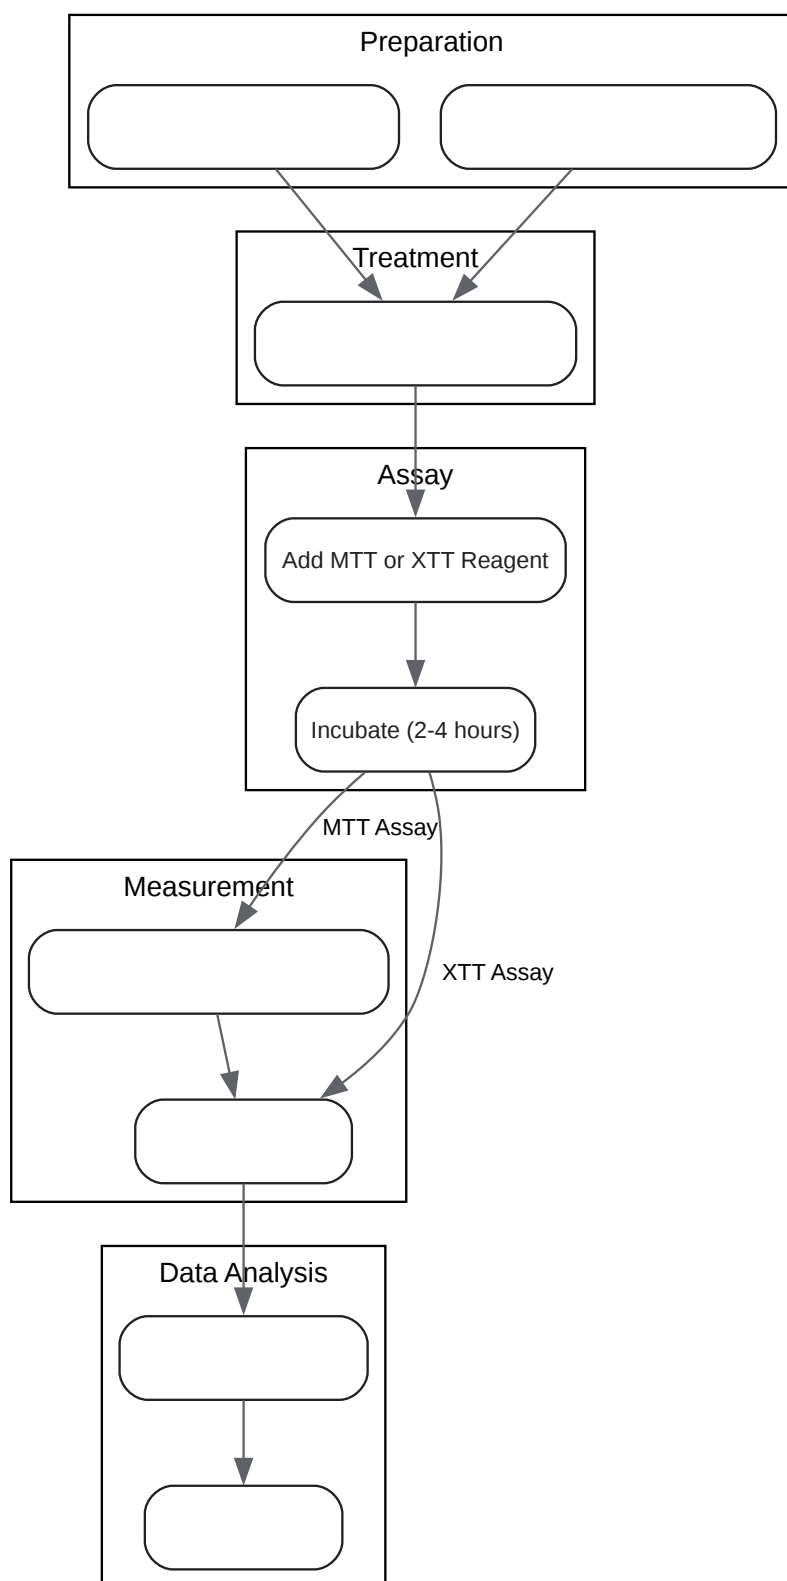 Preparation
Treatment
Assay
Add MTT or XTT Reagent
Incubate (2-4 hours)
MTT Assay
Measurement
XTT Assay
Data Analysis